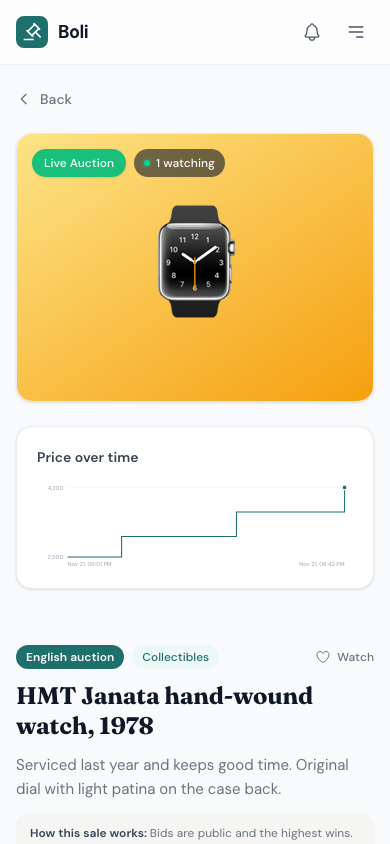 Boli
Back
Live Auction
1 watching
12
11
1
10
2
9
3
8
4
7
5
6
Price over time
4,200
2,500
Nov 21, 06:01 PM
Nov 21, 08:42 PM
English auction
Collectibles
Watch
HMT Janata hand-wound
watch, 1978
Serviced last year and keeps good time. Original
dial with light patina on the case back.
How this sale works: Bids are public and the highest wins.